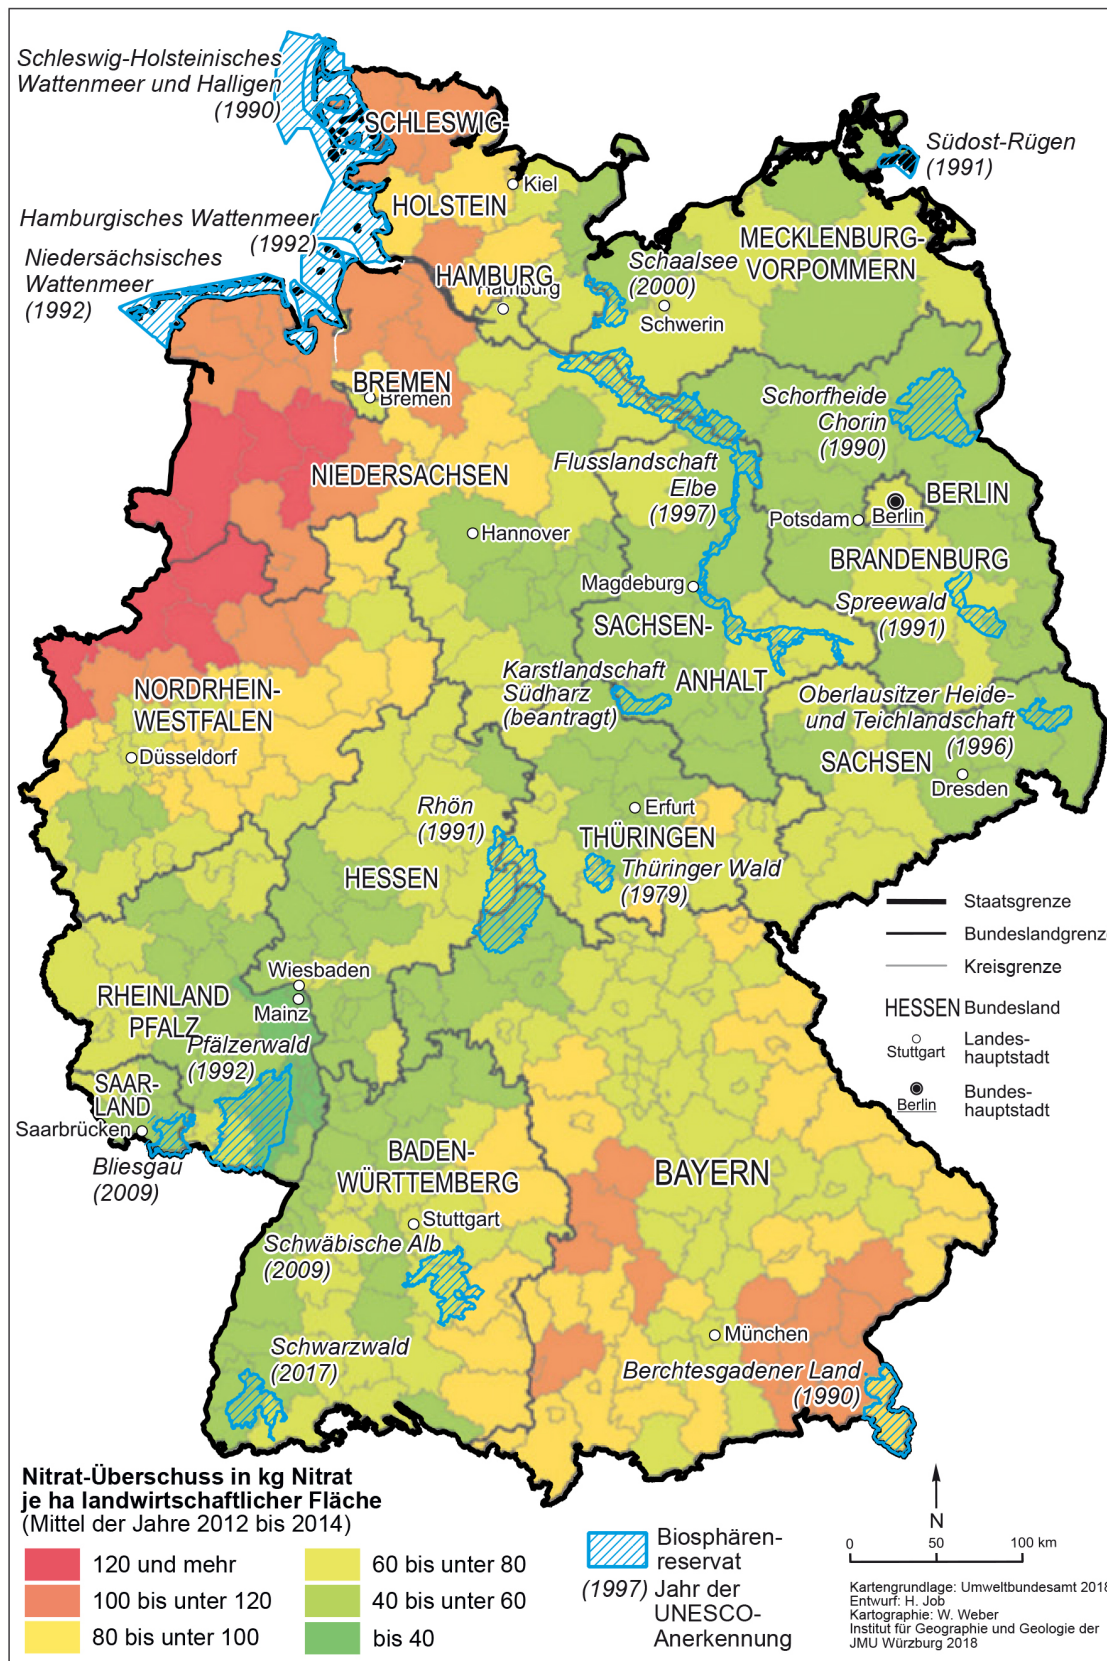 Schleswig-Holsteinisches
Wattenmeer und Halligen
(1990)
SCHLESWIG-
HOLSTEIN
Kiel
Südost-Rügen
(1991)
Hamburgisches Wattenmeer
(1992)
Niedersächsisches
Wattenmeer
(1992)
MECKLENBURG-
VORPOMMERN
HAMBURG
Hamburg
Schaalsee
(2000)
Schwerin
BREMEN
Bremen
Schorfheide
Chorin
(1990)
NIEDERSACHSEN
Flusslandschaft
Elbe
(1997)
BERLIN
Potsdam
Berlin
Hannover
BRANDENBURG
Magdeburg
Spreewald
(1991)
SACHSEN-
ANHALT
Karstlandschaft
Südharz
(beantragt)
NORDRHEIN-
WESTFALEN
Oberlausitzer Heide-
und Teichlandschaft
(1996)
Düsseldorf
SACHSEN
Dresden
Rhön
(1991)
Erfurt
THÜRINGEN
HESSEN
Thüringer Wald
(1979)
Staatsgrenze
Bundeslandgrenze
Kreisgrenze
HESSEN Bundesland
Stuttgart
Landes-
hauptstadt
Berlin
Bundes-
hauptstadt
Wiesbaden
Mainz
RHEINLAND
PFALZ
Pfälzerwald
(1992)
SAAR-
LAND
Saarbrücken
Bliesgau
(2009)
BADEN-
WÜRTTEMBERG
BAYERN
Stuttgart
Schwäbische Alb
(2009)
Schwarzwald
(2017)
München
Berchtesgadener Land
(1990)
Nitrat-Überschuss in kg Nitrat
je ha landwirtschaftlicher Fläche
(Mittel der Jahre 2012 bis 2014)
120 und mehr
100 bis unter 120
80 bis unter 100
60 bis unter 80
40 bis unter 60
bis 40
Biosphären-
reservat
(1997) Jahr der
UNESCO-
Anerkennung
N
0 50 100 km
Kartengrundlage: Umweltbundesamt 2018
Entwurf: H. Job
Kartographie: W. Weber
Institut für Geographie und Geologie der
JMU Würzburg 2018